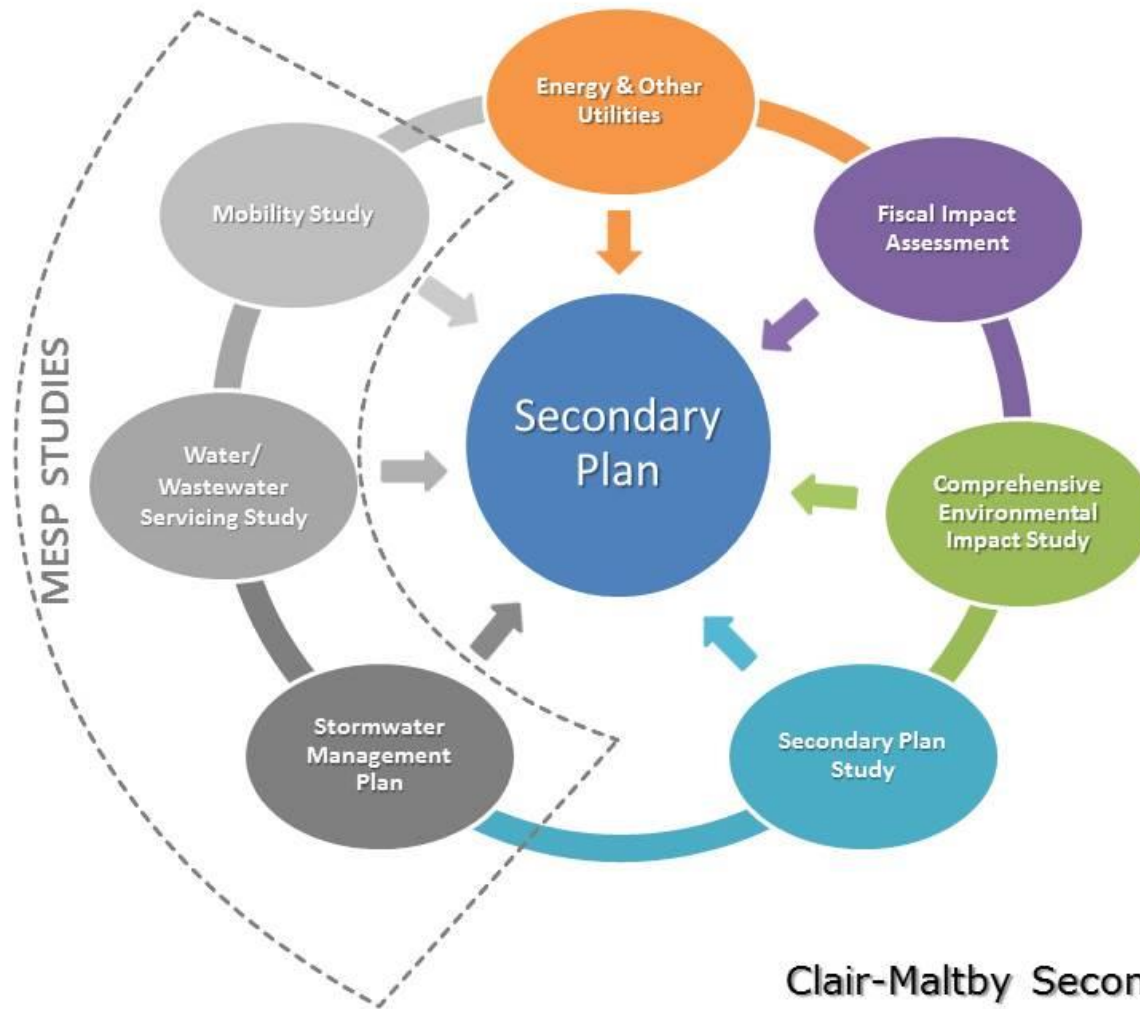 Energy & Other
Utilities
Mobility Study
Fiscal Impact
Assessment
MESP STUDIES
Secondary
Plan
Water/
Wastewater
Servicing Study
Comprehensive
Environmental
Impact Study
Stormwater
Management
Plan
Secondary Plan
Study
Clair-Maltby Secon